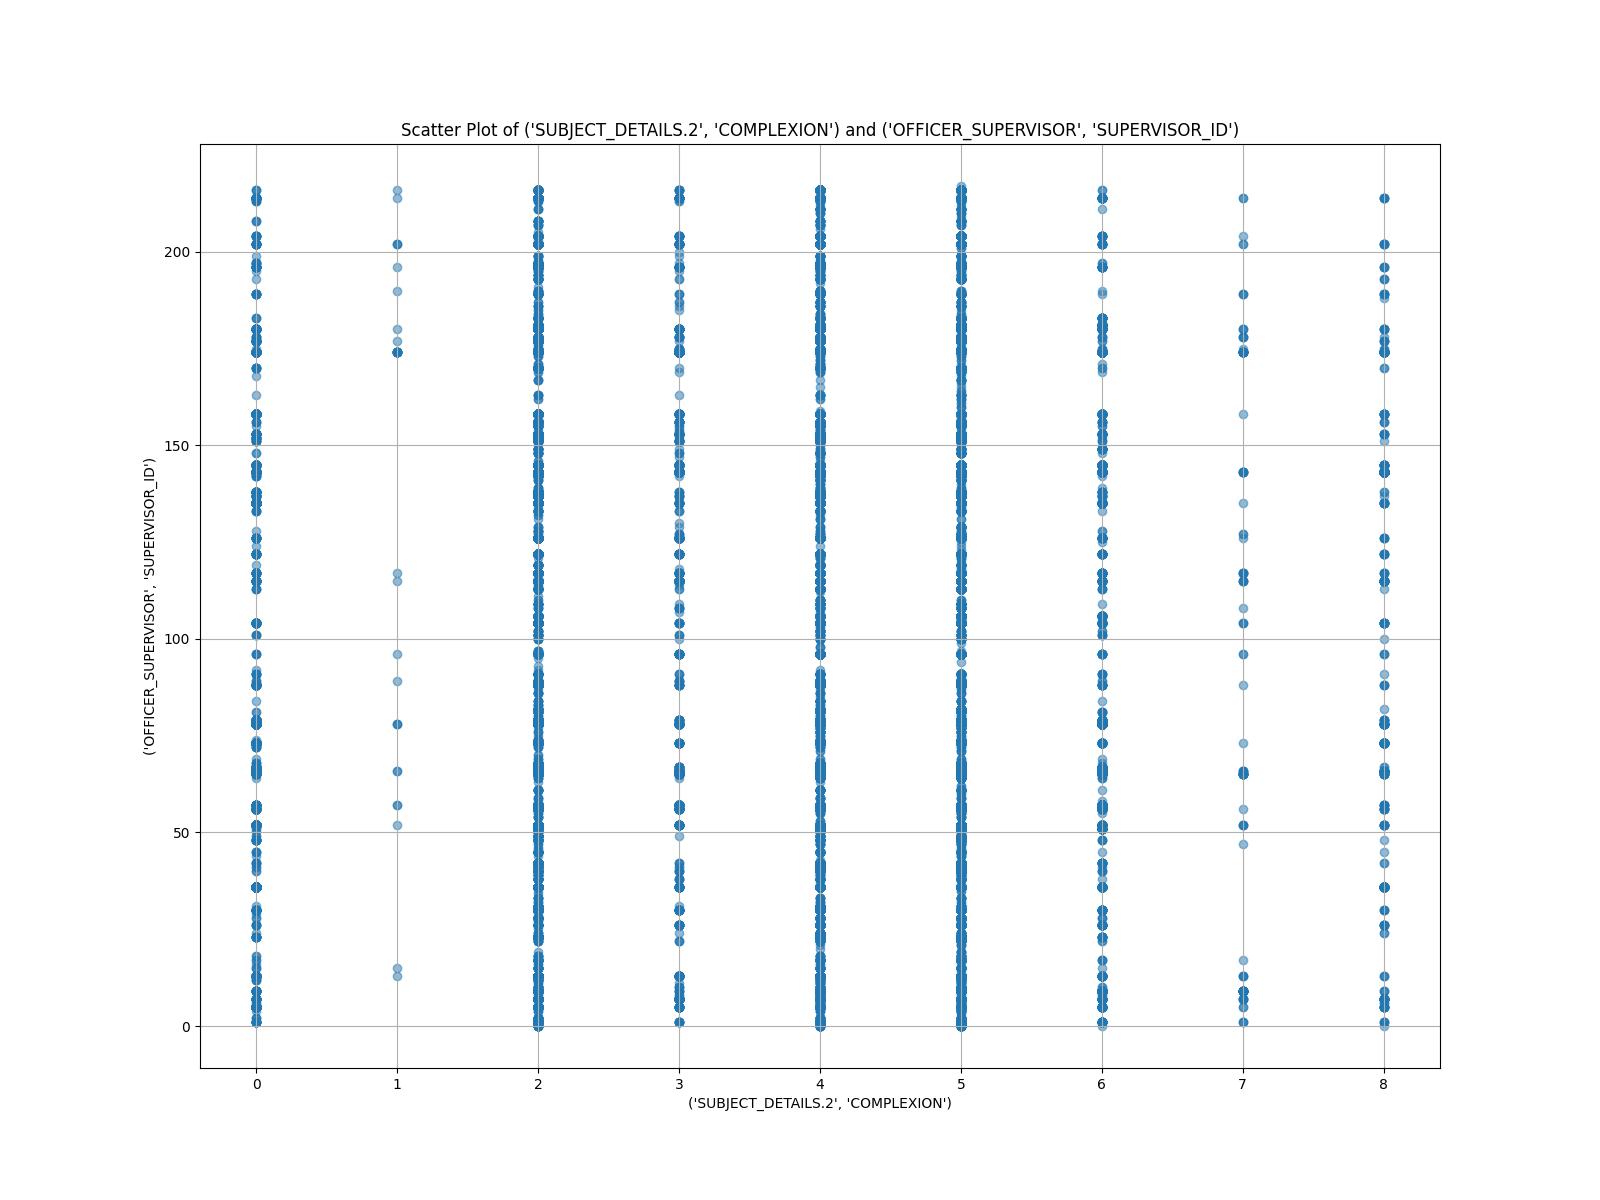 Scatter Plot of ('SUBJECT_DETAILS.2', 'COMPLEXION') and ('OFFICER_SUPERVISOR', 'SUPERVISOR_ID')
('OFFICER_SUPERVISOR', 'SUPERVISOR_ID')
200
150
100
50
0
0 1 2 3 4 5 6 7 8
('SUBJECT_DETAILS.2', 'COMPLEXION')